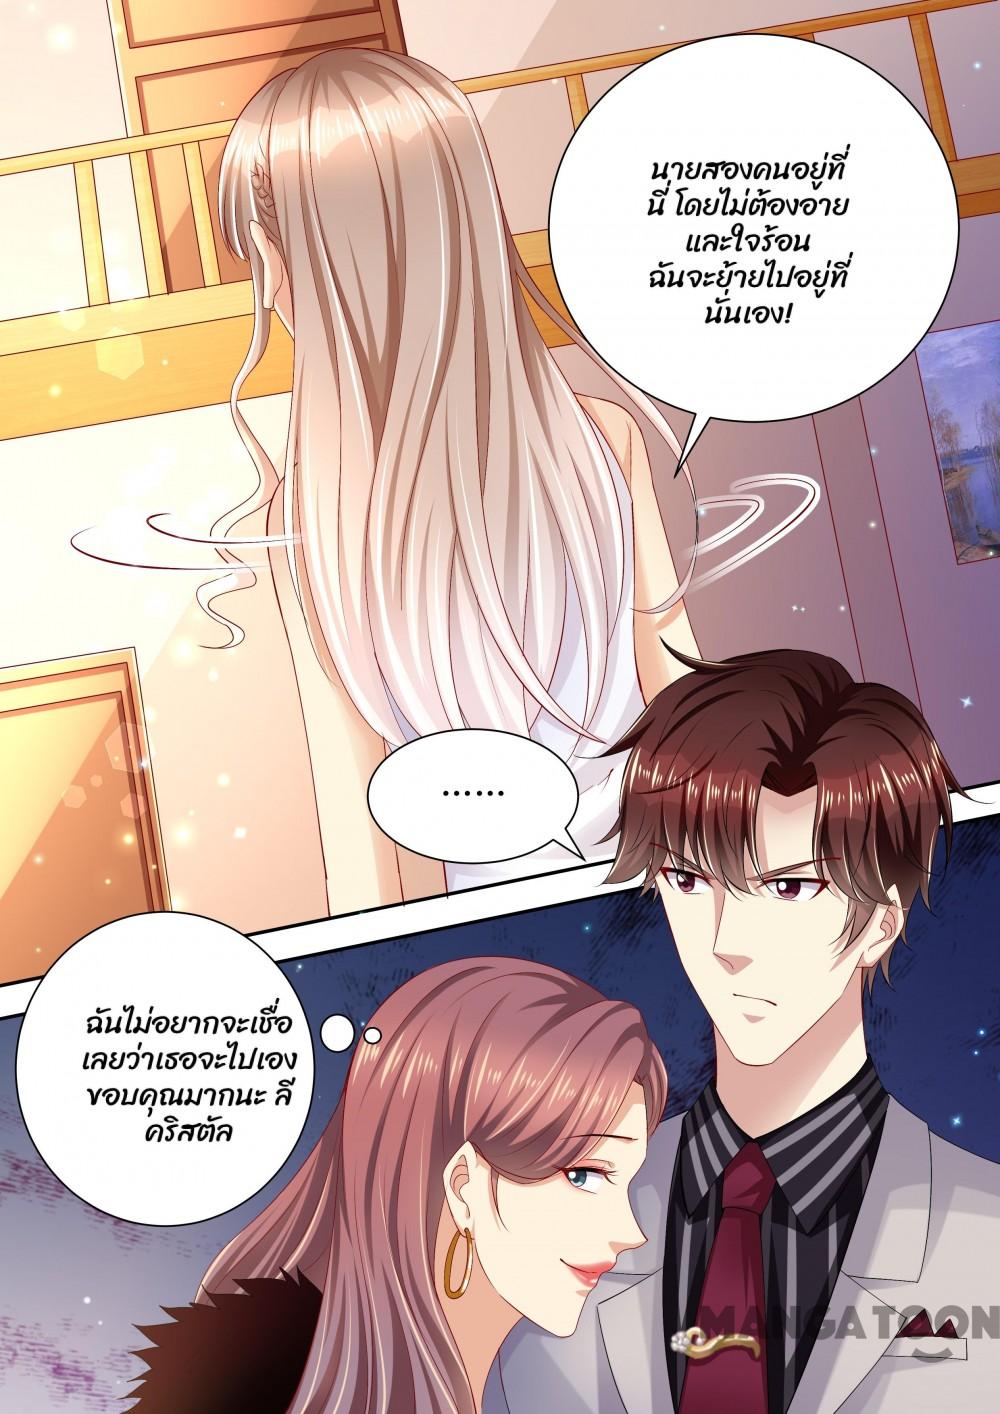 นายสองคนอยู่ที่
นี่ โดยไม่ต้องอาย
และใจร้อน
ฉันจะย้ายไปอยู่ที่
นั่นเอง!
......
ฉันไม่อยากจะเชื่อ
เลยว่าเธอจะไปเอง
ขอบคุณมากนะ ลี
คริสตัล
MANGATOON